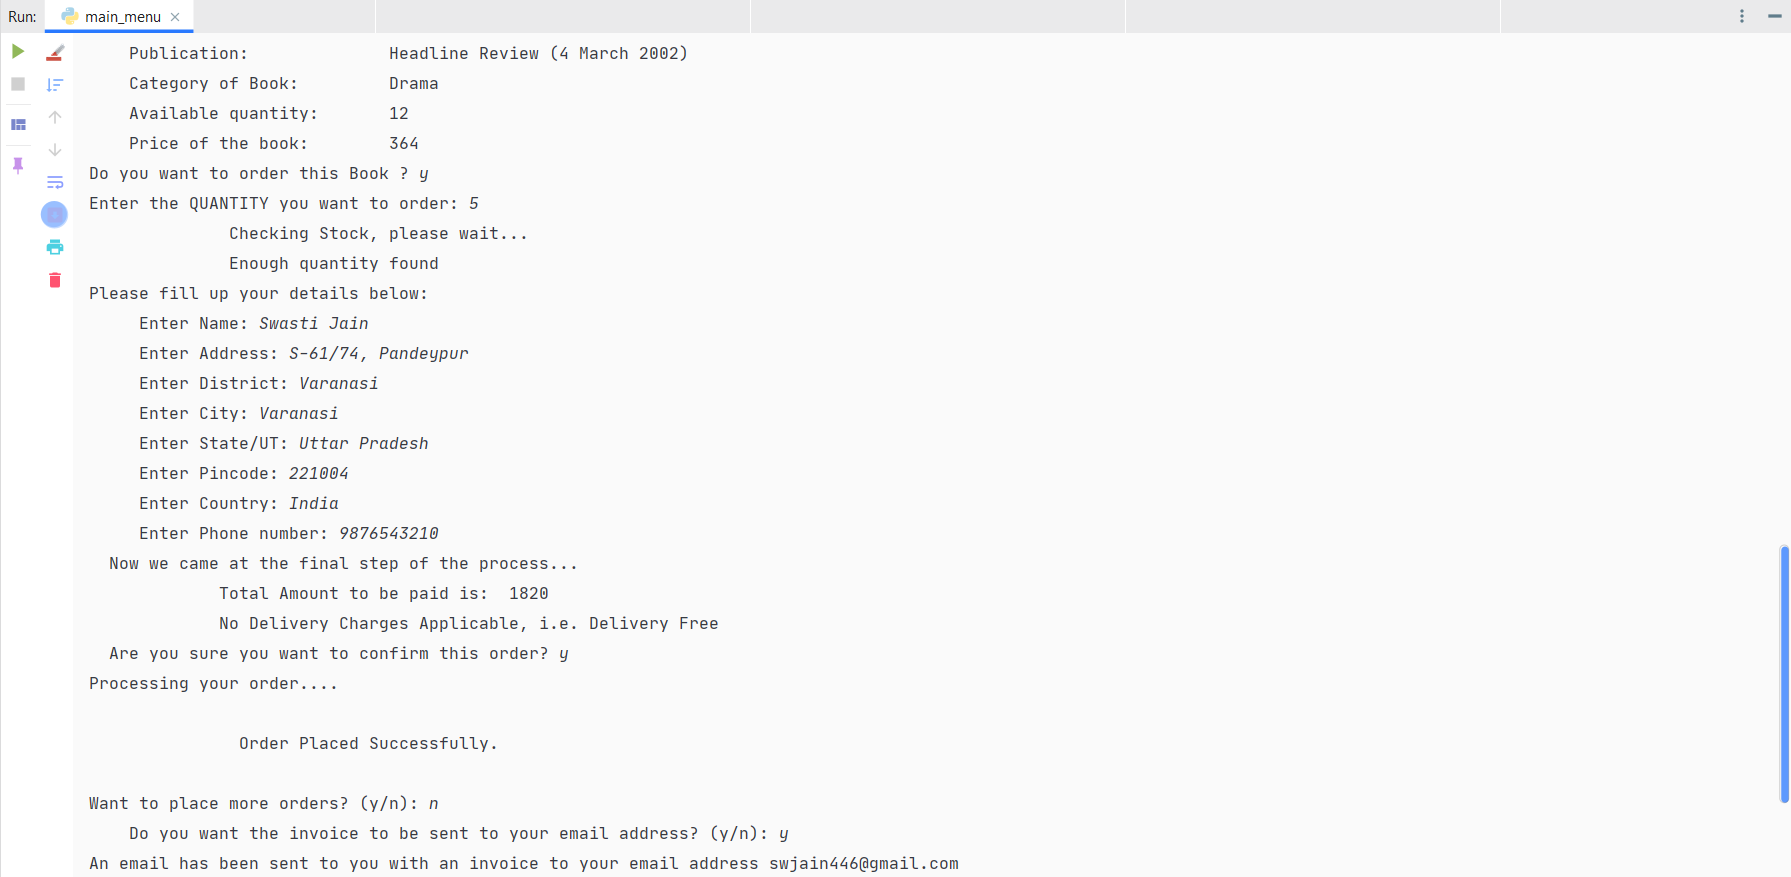 Run: main_menu
Publication: Headline Review (4 March 2002)
Category of Book: Drama
Available quantity: 12
Price of the book: 364
Do you want to order this Book ? y
Enter the QUANTITY you want to order: 5
Checking Stock, please wait...
Enough quantity found
Please fill up your details below:
Enter Name: Swasti Jain
Enter Address: S-61/74, Pandeypur
Enter District: Varanasi
Enter City: Varanasi
Enter State/UT: Uttar Pradesh
Enter Pincode: 221004
Enter Country: India
Enter Phone number: 9876543210
Now we came at the final step of the process...
Total Amount to be paid is: 1820
No Delivery Charges Applicable, i.e. Delivery Free
Are you sure you want to confirm this order? y
Processing your order....
Order Placed Successfully.
Want to place more orders? (y/n): n
Do you want the invoice to be sent to your email address? (y/n): y
An email has been sent to you with an invoice to your email address swjain446@gmail.com